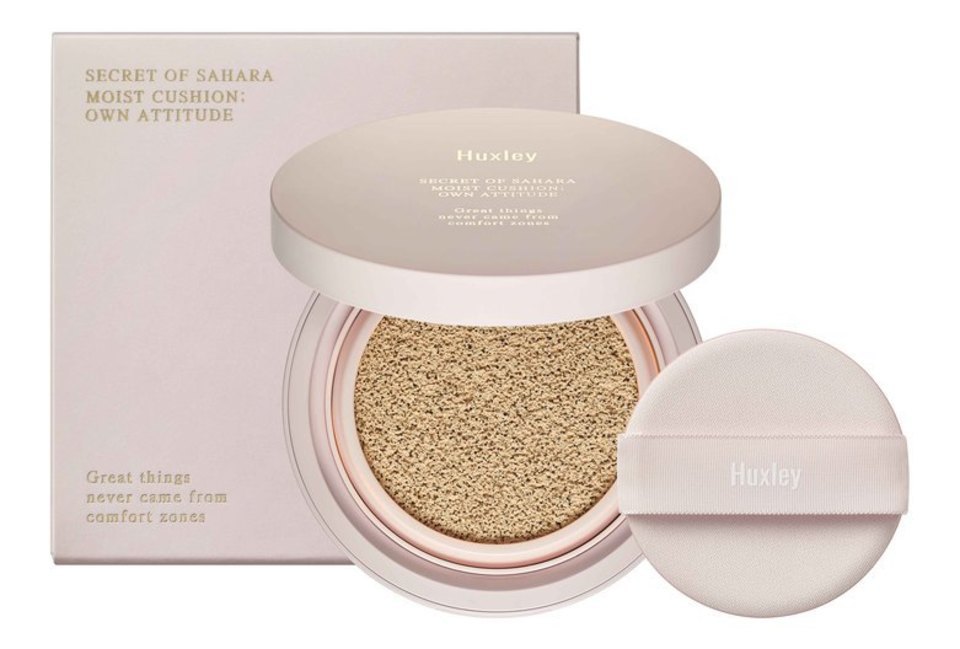 SECRET OF SAHARA
MOIST CUSHION;
OWN ATTITUDE
Great things
never came from
comfort zones
Huxley
SECRET OF SAHARA
MOIST CUSHION;
OWN ATTITUDE
Great things
never came from
comfort zones
Huxley